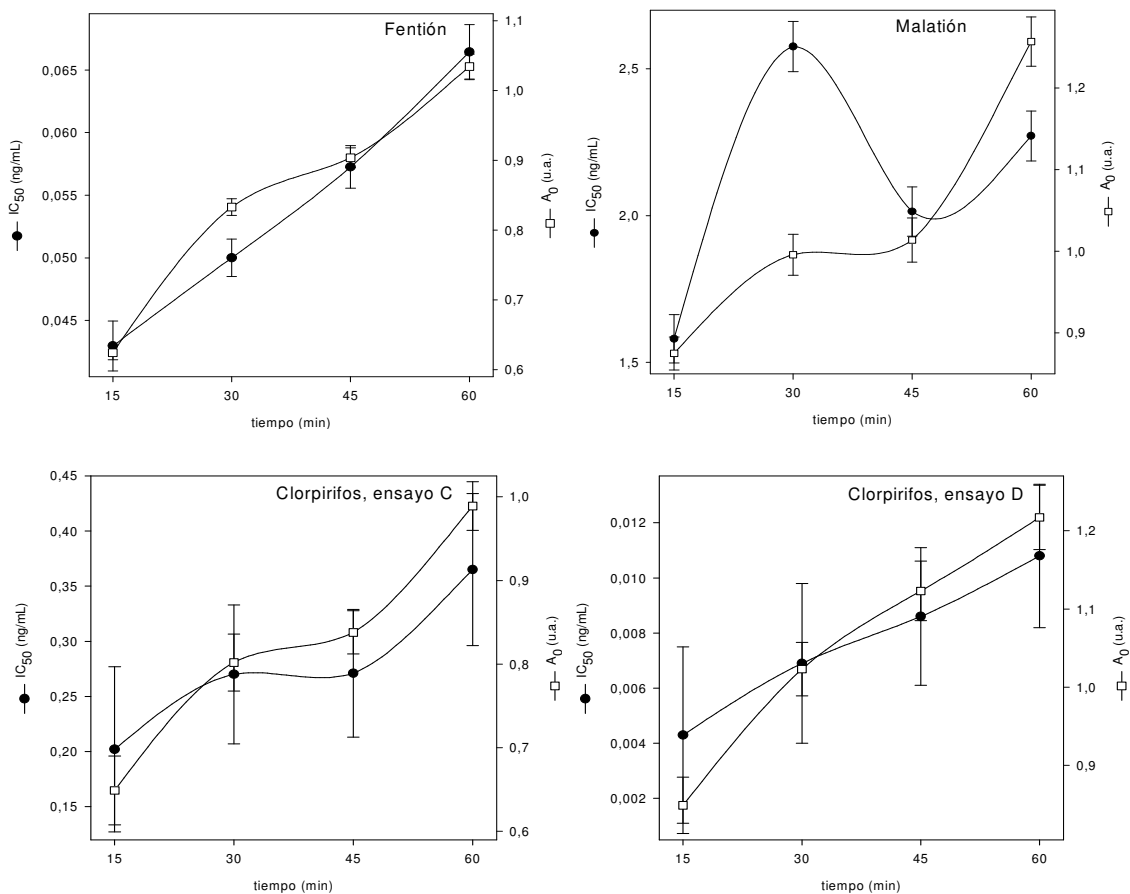 Fentión
IC50 (ng/mL)
0,065
0,060
0,055
0,050
0,045
1,1
1,0
0,9
0,8
0,7
0,6
A0 (u.a.)
15 30 45 60
tiempo (min)
Malatión
IC50 (ng/mL)
2,5
2,0
1,5
1,2
1,1
1,0
0,9
A0 (u.a.)
15 30 45 60
tiempo (min)
Clorpirifos, ensayo C
IC50 (ng/mL)
0,45
0,40
0,35
0,30
0,25
0,20
0,15
1,0
0,9
0,8
0,7
0,6
A0 (u.a.)
15 30 45 60
tiempo (min)
Clorpirifos, ensayo D
IC50 (ng/mL)
0,012
0,010
0,008
0,006
0,004
0,002
1,2
1,1
1,0
0,9
A0 (u.a.)
15 30 45 60
tiempo (min)